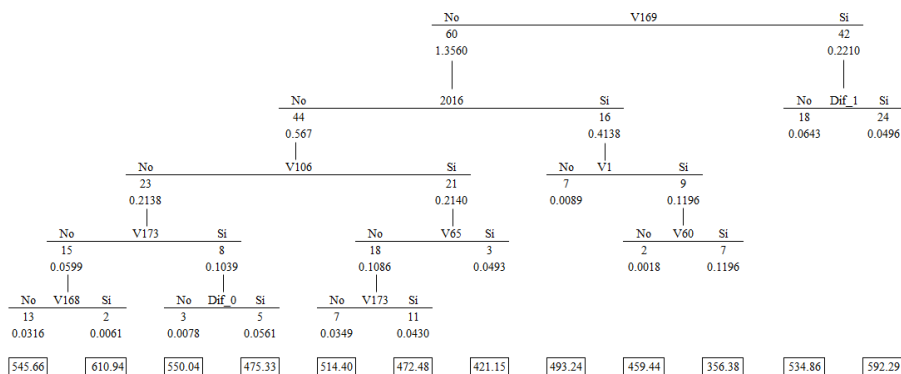 No V169 Si
60 42
1.3560 0.2210
No 2016 Si No Dif_1 Si
44 16 18 24
0.567 0.4138 0.0643 0.0496
No V106 Si No V1 Si
23 21 7 9
0.2138 0.2140 0.0089 0.1196
No V173 Si No V65 Si No V60 Si
15 8 18 3 2 7
0.0599 0.1039 0.1086 0.0493 0.0018 0.1196
No V168 Si No Dif_0 Si No V173 Si
13 2 3 5 7 11
0.0316 0.0061 0.0078 0.0561 0.0349 0.0430
545.66 610.94 550.04 475.33 514.40 472.48 421.15 493.24 459.44 356.38 534.86 592.29